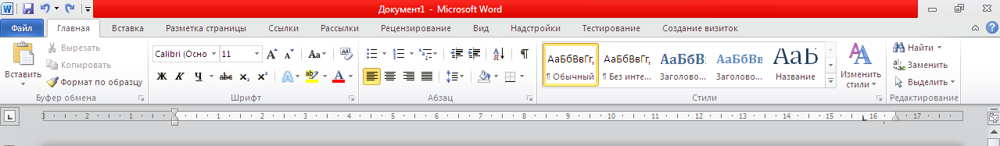 Документ1 - Microsoft Word
Файл Главная Вставка Разметка страницы Ссылки Рассылки Рецензирование Вид Надстройки Тестирование Создание визиток
Вставить
Вырезать
Копировать
Формат по образцу
Буфер обмена
Calibri (Осно 11
Ж К Ч abc x₂ x²
Шрифт
Абзац
АаБбВвГг, АаБбВвГг, АаБбВ АаБбВв АаЬ
¶ Обычный ¶ Без инте... Заголово... Заголово... Название
Изменить стили
Стили
Найти
Заменить
Выделить
Редактирование
3 2 1 1 2 3 4 5 6 7 8 9 10 11 12 13 14 15 16 17